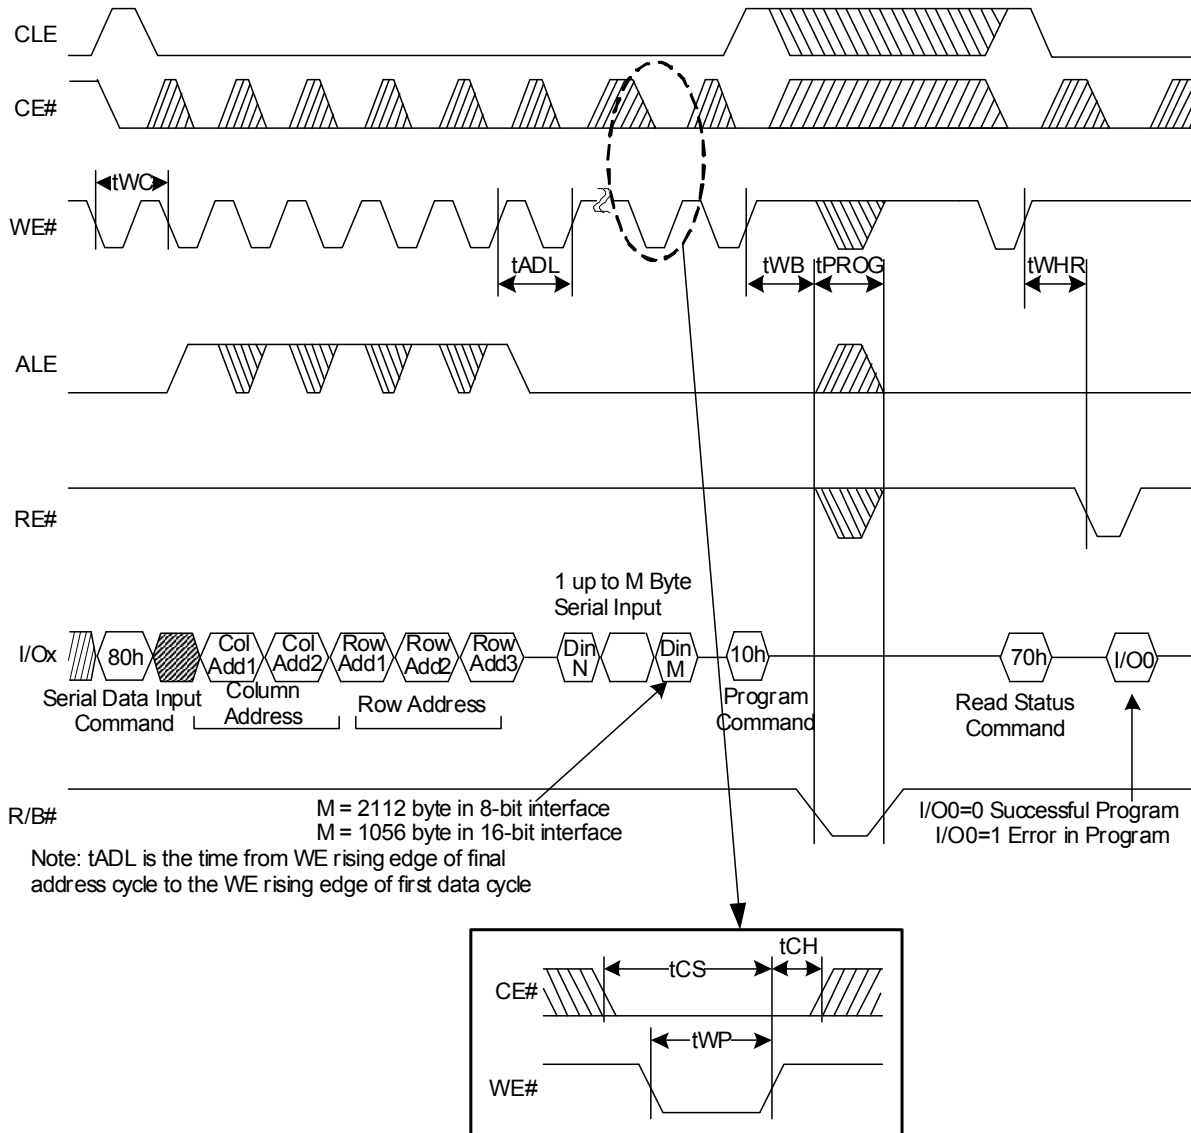 CLE
CE#
tWC
WE#
tADL
tWB
tPROG
tWHR
ALE
RE#
1 up to M Byte
Serial Input
I/Ox
80h
Col
Add1
Col
Add2
Row
Add1
Row
Add2
Row
Add3
Din
N
Din
M
10h
70h
I/O0
Serial Data Input
Command
Column
Address
Row Address
Program
Command
Read Status
Command
R/B#
M = 2112 byte in 8-bit interface
M = 1056 byte in 16-bit interface
I/O0=0 Successful Program
I/O0=1 Error in Program
Note: tADL is the time from WE rising edge of final
address cycle to the WE rising edge of first data cycle
tCH
tCS
CE#
tWP
WE#